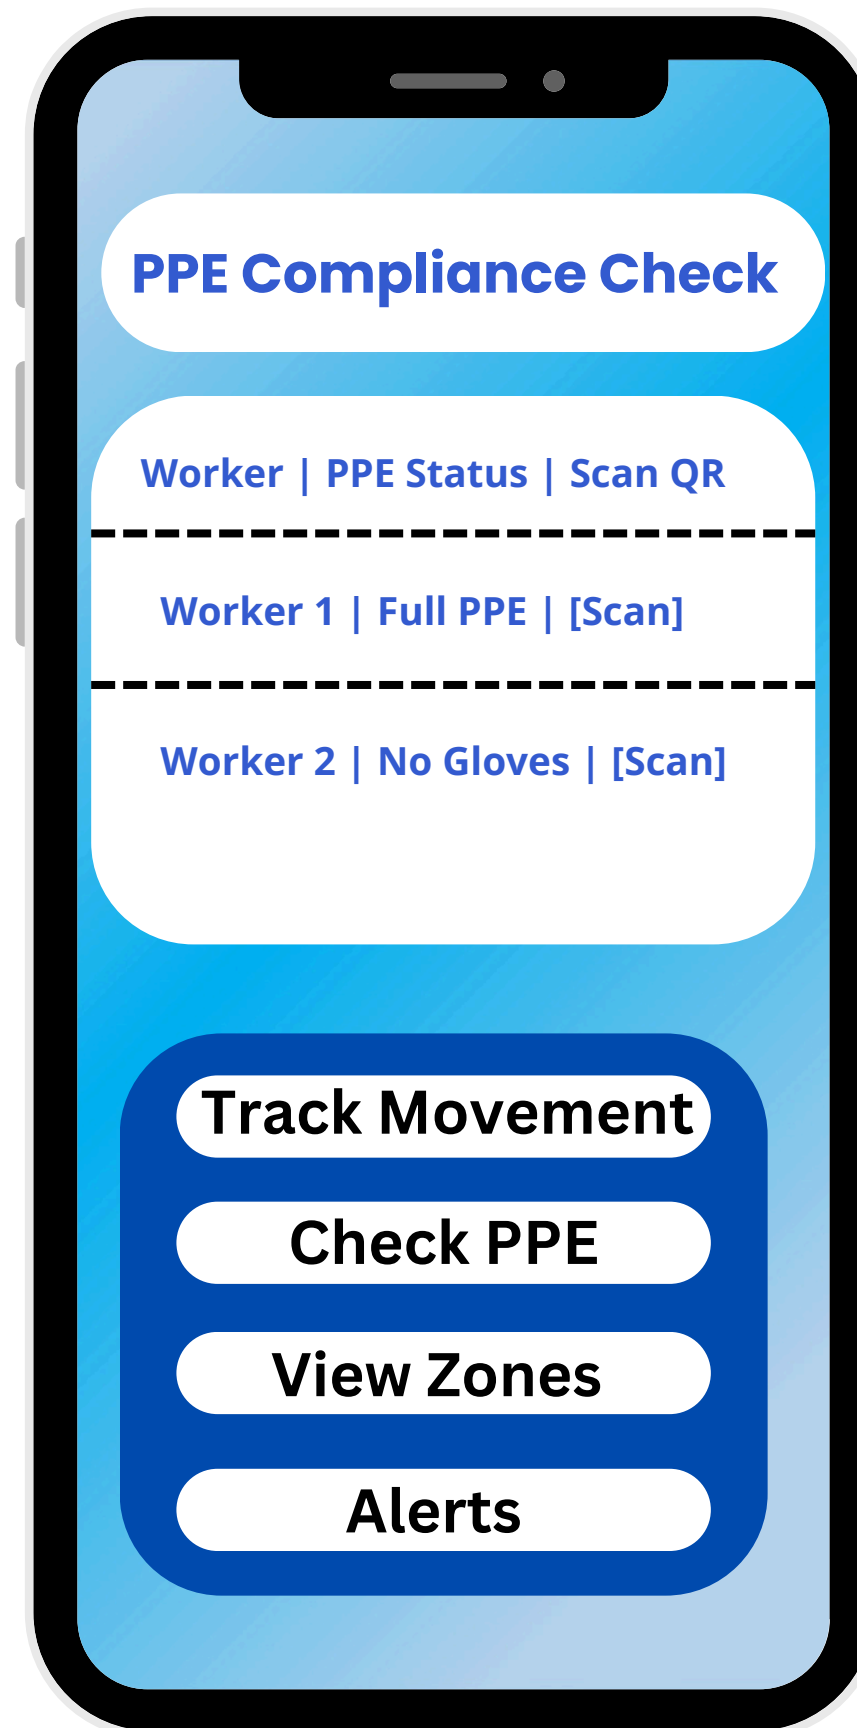 PPE Compliance Check
Worker | PPE Status | Scan QR
Worker 1 | Full PPE | [Scan]
Worker 2 | No Gloves | [Scan]
Track Movement
Check PPE
View Zones
Alerts